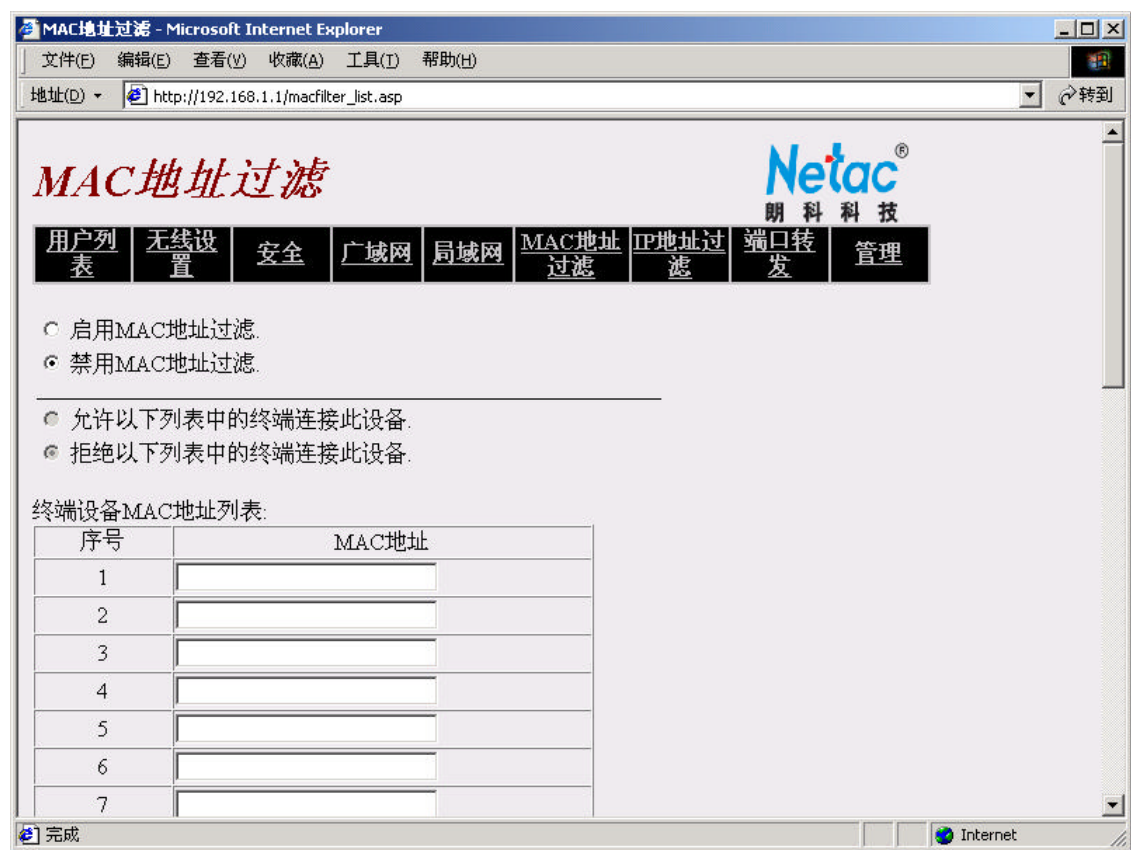 MAC地址过滤 - Microsoft Internet Explorer
文件(F) 编辑(E) 查看(V) 收藏(A) 工具(T) 帮助(H)
地址(D) http://192.168.1.1/macfilter_list.asp 转到
MAC地址过滤
Netac®
朗科科技
用户列表 无线设置 安全 广域网 局域网 MAC地址过滤 IP地址过滤 端口转发 管理
启用MAC地址过滤.
禁用MAC地址过滤.
允许以下列表中的终端连接此设备.
拒绝以下列表中的终端连接此设备.
终端设备MAC地址列表:
序号 MAC地址
1
2
3
4
5
6
7
完成 Internet